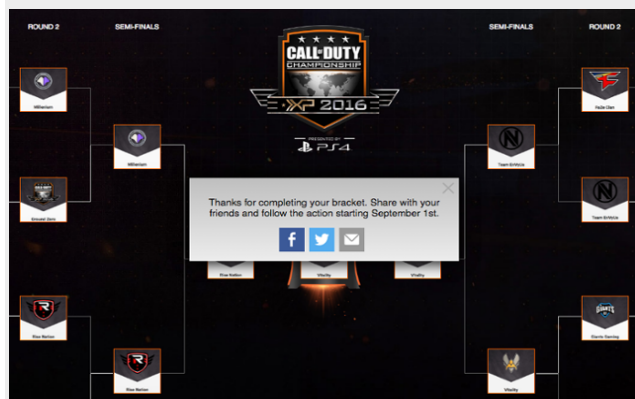 ROUND 2
SEMI-FINALS
SEMI-FINALS
ROUND 2
CALL OF DUTY
CHAMPIONSHIP
XP 2016
PRESENTED BY
PS4
Millenium
Millenium
FaZe Clan
Team EnVyUs
Team EnVyUs
Thanks for completing your bracket. Share with your
friends and follow the action starting September 1st.
Rise Nation
Vitality
Vitality
Rise Nation
GIANTS
Giants Gaming
Rise Nation
Vitality